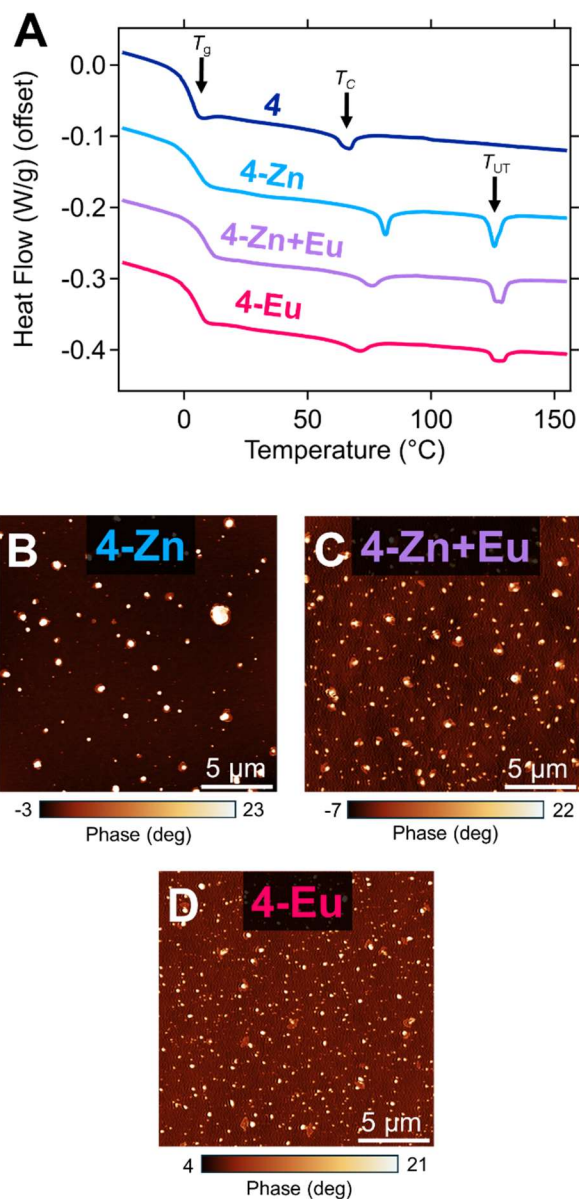 A
Tg
TC
TUT
4
4-Zn
4-Zn+Eu
4-Eu
Heat Flow (W/g) (offset)
0.0
-0.1
-0.2
-0.3
-0.4
0
50
100
150
Temperature (°C)
B
4-Zn
5 µm
-3
23
Phase (deg)
C
4-Zn+Eu
5 µm
-7
22
Phase (deg)
D
4-Eu
5 µm
4
21
Phase (deg)